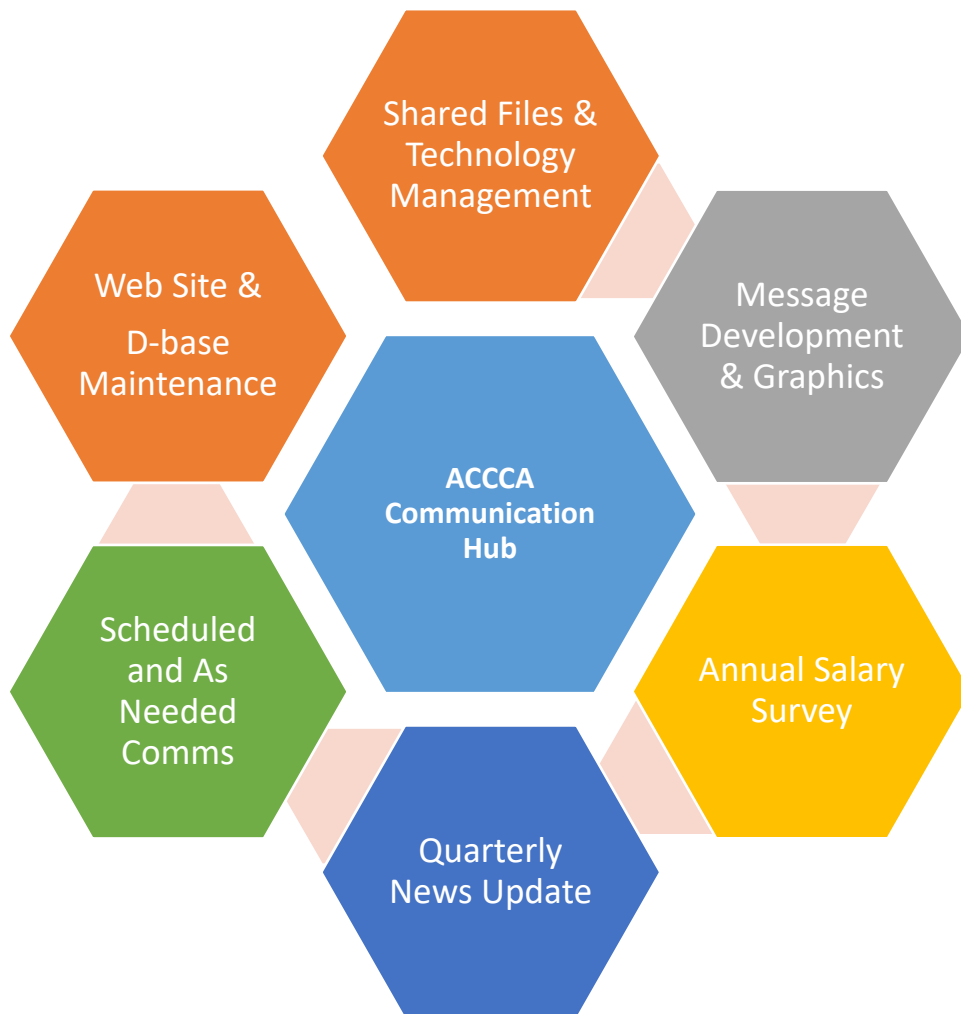 Shared Files &
Technology
Management
Message
Development
& Graphics
Annual Salary
Survey
Quarterly
News Update
Scheduled
and As
Needed
Comms
Web Site &
D-base
Maintenance
ACCCA
Communication
Hub